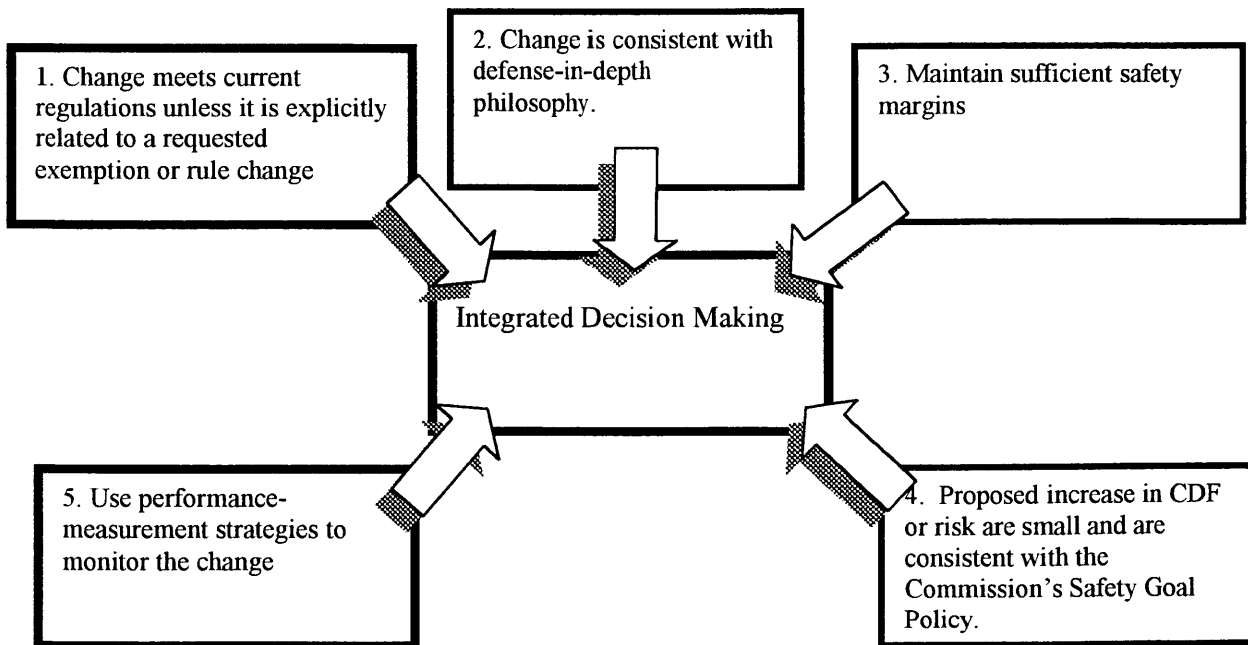 1. Change meets current
regulations unless it is explicitly
related to a requested
exemption or rule change
2. Change is consistent with
defense-in-depth
philosophy.
3. Maintain sufficient safety
margins
Integrated Decision Making
5. Use performance-
measurement strategies to
monitor the change
4. Proposed increase in CDF
or risk are small and are
consistent with the
Commission's Safety Goal
Policy.